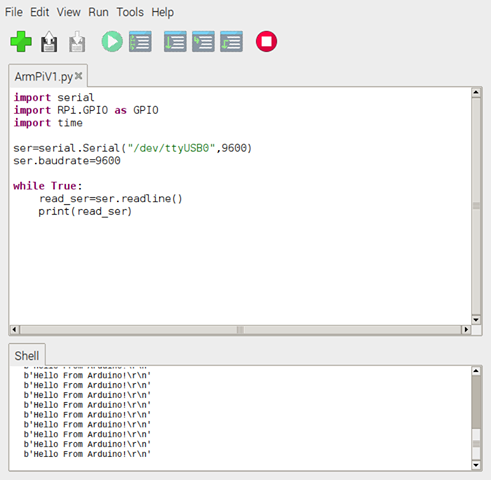 File Edit View Run Tools Help
ArmPiV1.py
import serial
import RPi.GPIO as GPIO
import time
ser=serial.Serial("/dev/ttyUSB0",9600)
ser.baudrate=9600
while True:
    read_ser=ser.readline()
    print(read_ser)
Shell
b'Hello From Arduino!\r\n'
b'Hello From Arduino!\r\n'
b'Hello From Arduino!\r\n'
b'Hello From Arduino!\r\n'
b'Hello From Arduino!\r\n'
b'Hello From Arduino!\r\n'
b'Hello From Arduino!\r\n'
b'Hello From Arduino!\r\n'
b'Hello From Arduino!\r\n'
b'Hello From Arduino!\r\n'